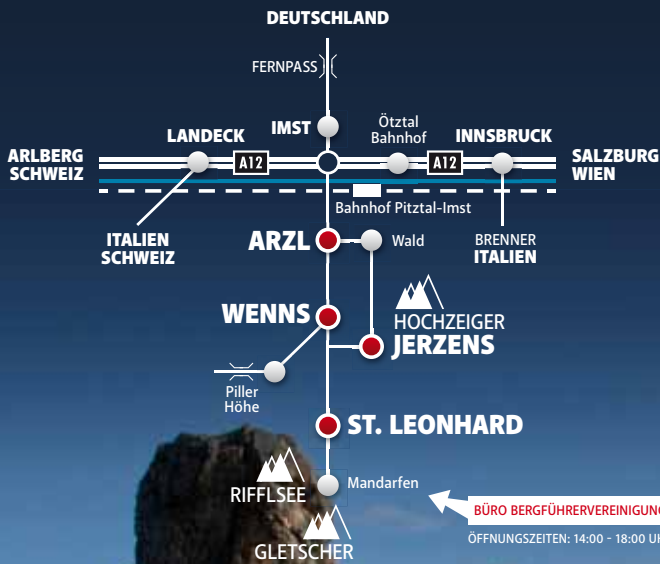 DEUTSCHLAND
FERNPASS
IMST
LANDECK
Ötztal
Bahnhof
INNSBRUCK
ARLBERG
SCHWEIZ
A12
A12
SALZBURG
WIEN
Bahnhof Pitztal-Imst
ITALIEN
SCHWEIZ
ARZL
Wald
BRENNER
ITALIEN
WENNS
HOCHZEIGER
JERZENS
Piller
Höhe
ST. LEONHARD
RIFFLSEE
Mandarfen
GLETSCHER
BÜRO BERGFÜHRERVEREINIGUNG
ÖFFNUNGSZEITEN: 14:00 - 18:00 UH